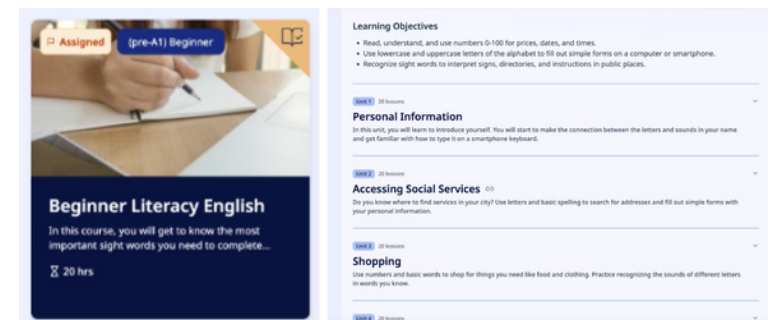 Assigned
(pre-A1) Beginner
Beginner Literacy English
In this course, you will get to know the most
important sight words you need to complete...
20 hrs
Learning Objectives
• Read, understand, and use numbers 0-100 for prices, dates, and times.
• Use lowercase and uppercase letters of the alphabet to fill out simple forms on a computer or smartphone.
• Recognize sight words to interpret signs, directories, and instructions in public places.
Unit 1 20 lessons
Personal Information
In this unit, you will learn to introduce yourself. You will start to make the connection between the letters and sounds in your name
and get familiar with how to type it on a smartphone keyboard.
Unit 2 20 lessons
Accessing Social Services
Do you know where to find services in your city? Use letters and basic spelling to search for addresses and fill out simple forms with
your personal information.
Unit 3 20 lessons
Shopping
Use numbers and basic words to shop for things you need like food and clothing. Practice recognizing the sounds of different letters
in words you know.
Unit 4 20 lessons